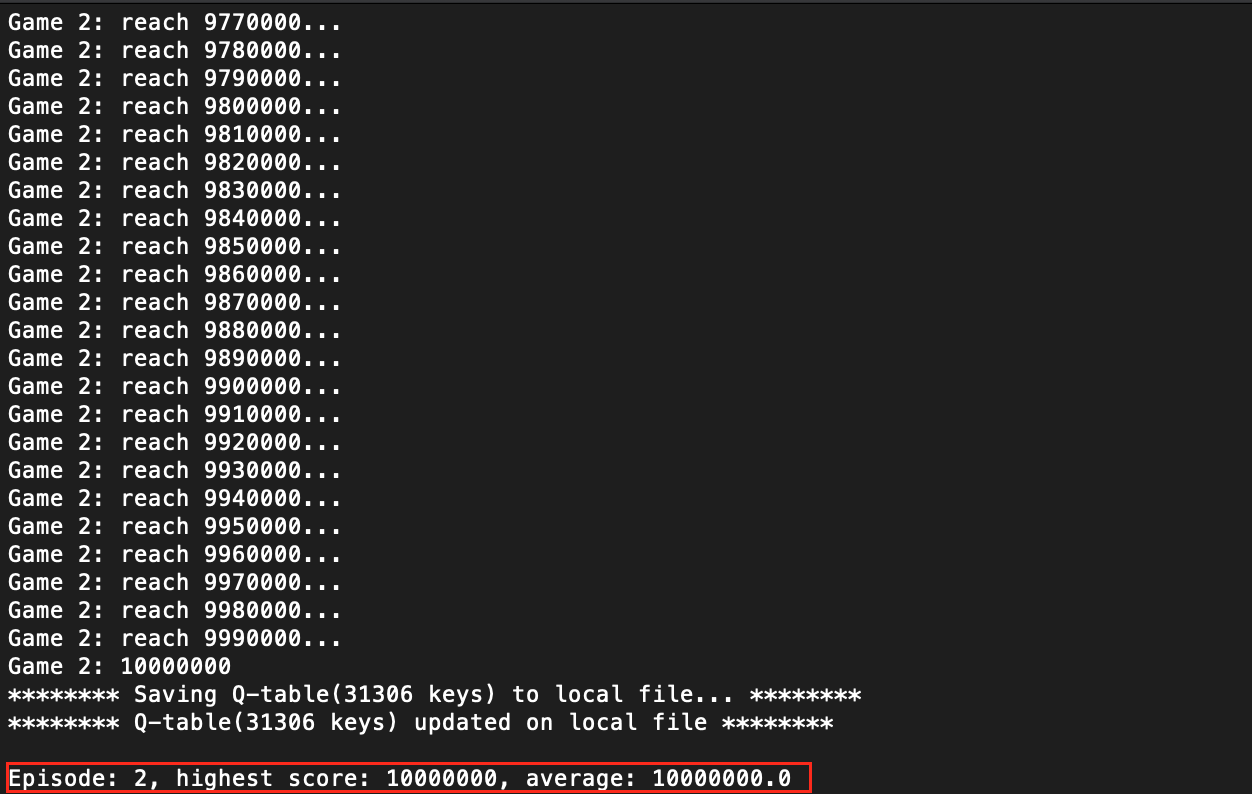 Game 2: reach 9770000...
Game 2: reach 9780000...
Game 2: reach 9790000...
Game 2: reach 9800000...
Game 2: reach 9810000...
Game 2: reach 9820000...
Game 2: reach 9830000...
Game 2: reach 9840000...
Game 2: reach 9850000...
Game 2: reach 9860000...
Game 2: reach 9870000...
Game 2: reach 9880000...
Game 2: reach 9890000...
Game 2: reach 9900000...
Game 2: reach 9910000...
Game 2: reach 9920000...
Game 2: reach 9930000...
Game 2: reach 9940000...
Game 2: reach 9950000...
Game 2: reach 9960000...
Game 2: reach 9970000...
Game 2: reach 9980000...
Game 2: reach 9990000...
Game 2: 10000000
******** Saving Q-table(31306 keys) to local file... ********
******** Q-table(31306 keys) updated on local file ********
Episode: 2, highest score: 10000000, average: 10000000.0